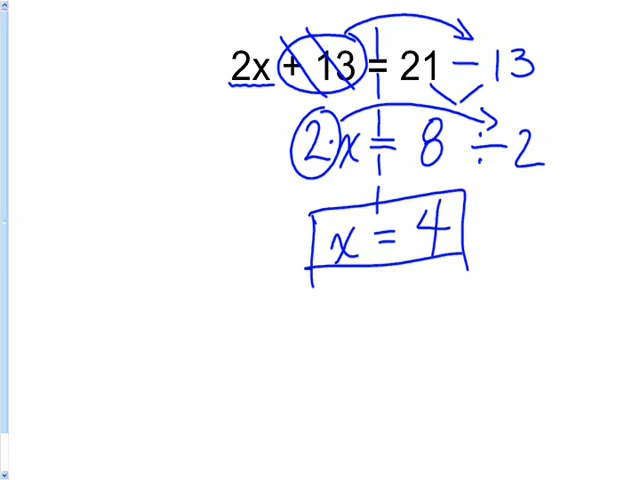 2x + 13 = 21 − 13
2·x = 8 ÷ 2
x = 4